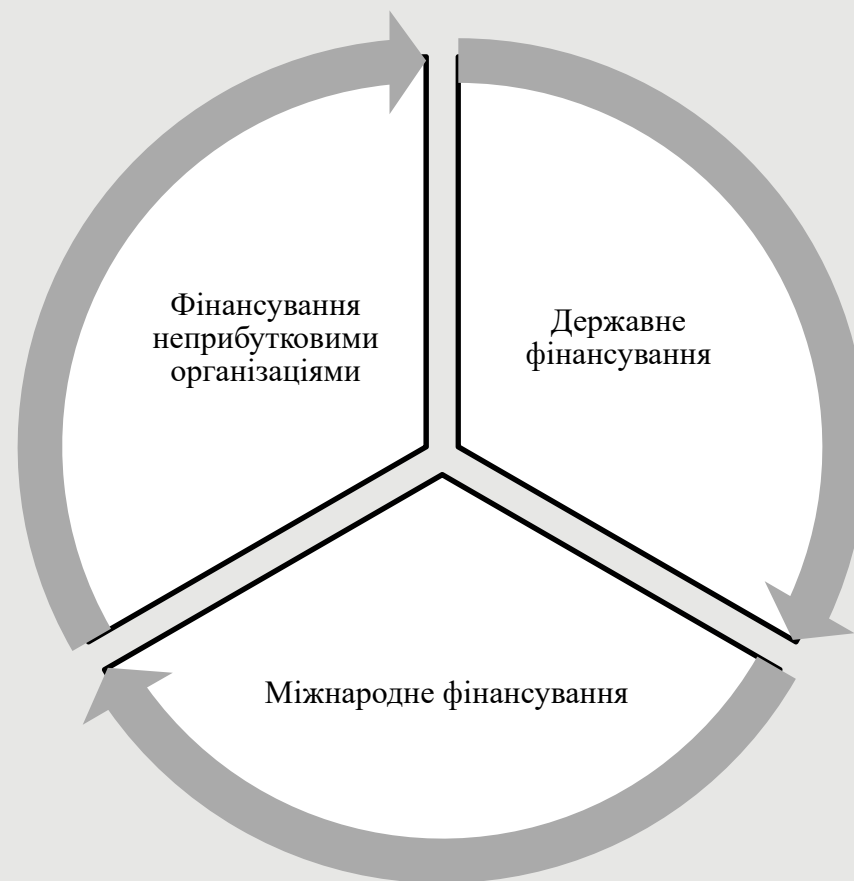 Фінансування
неприбутковими
організаціями
Державне
фінансування
Міжнародне фінансування